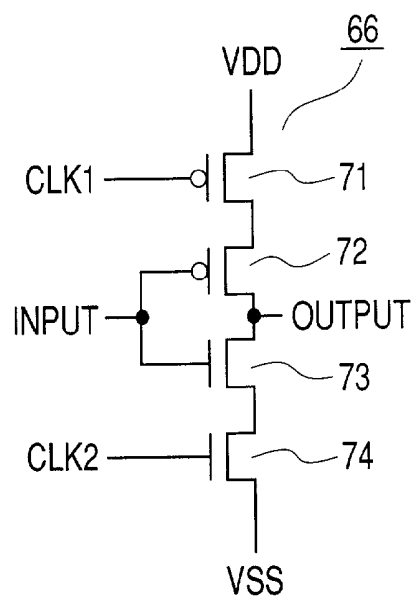 66
VDD
CLK1
71
72
INPUT
OUTPUT
73
CLK2
74
VSS